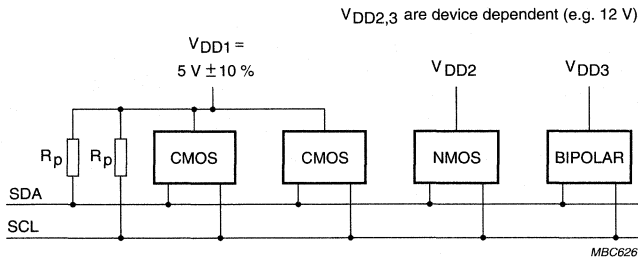 VDD2,3 are device dependent (e.g. 12 V)
VDD1 =
5 V ± 10 %
VDD2
VDD3
Rp
Rp
CMOS
CMOS
NMOS
BIPOLAR
SDA
SCL
MBC626